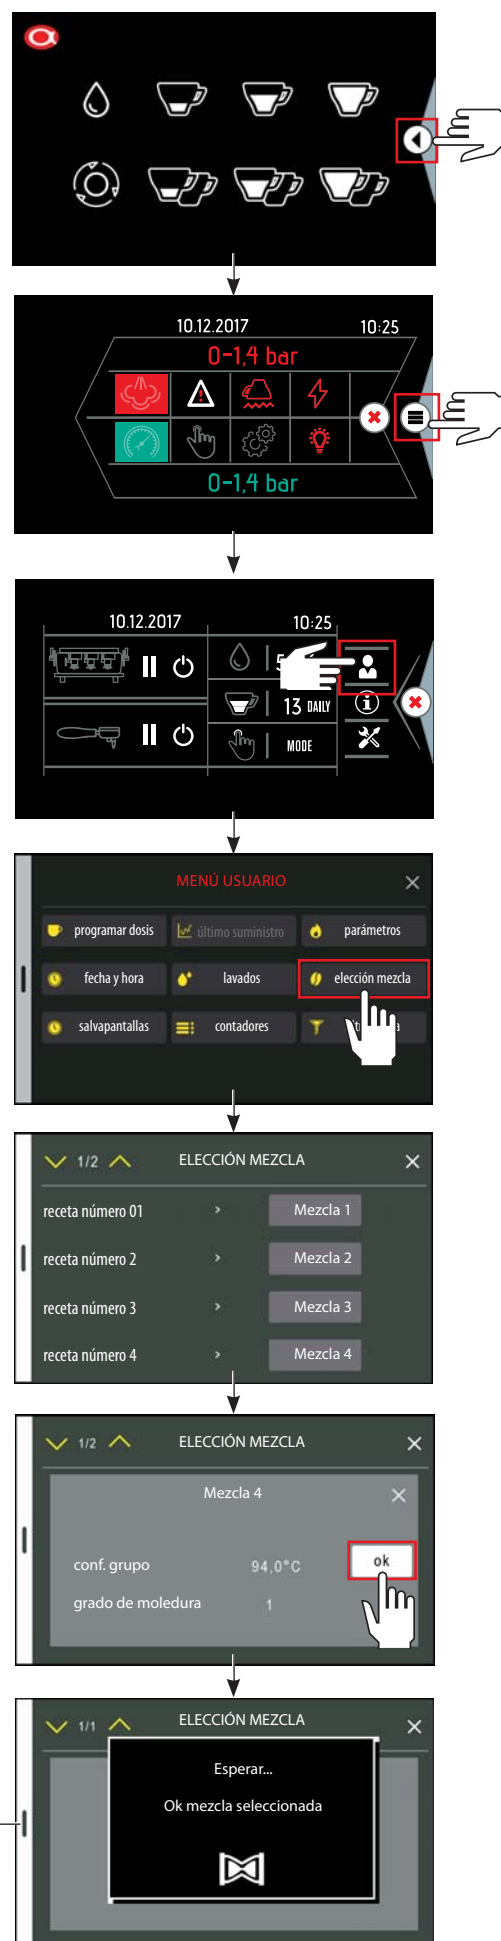 10.12.2017 10:25
0-1,4 bar
0-1,4 bar
10.12.2017 10:25
13 DAILY
MODE
MENÚ USUARIO
programar dosis último suministro parámetros
fecha y hora lavados elección mezcla
salvapantallas contadores
1/2 ELECCIÓN MEZCLA
receta número 01 > Mezcla 1
receta número 2 > Mezcla 2
receta número 3 > Mezcla 3
receta número 4 > Mezcla 4
1/2 ELECCIÓN MEZCLA
Mezcla 4
conf. grupo 94,0°C ok
grado de moledura 1
1/1 ELECCIÓN MEZCLA
Esperar...
Ok mezcla seleccionada